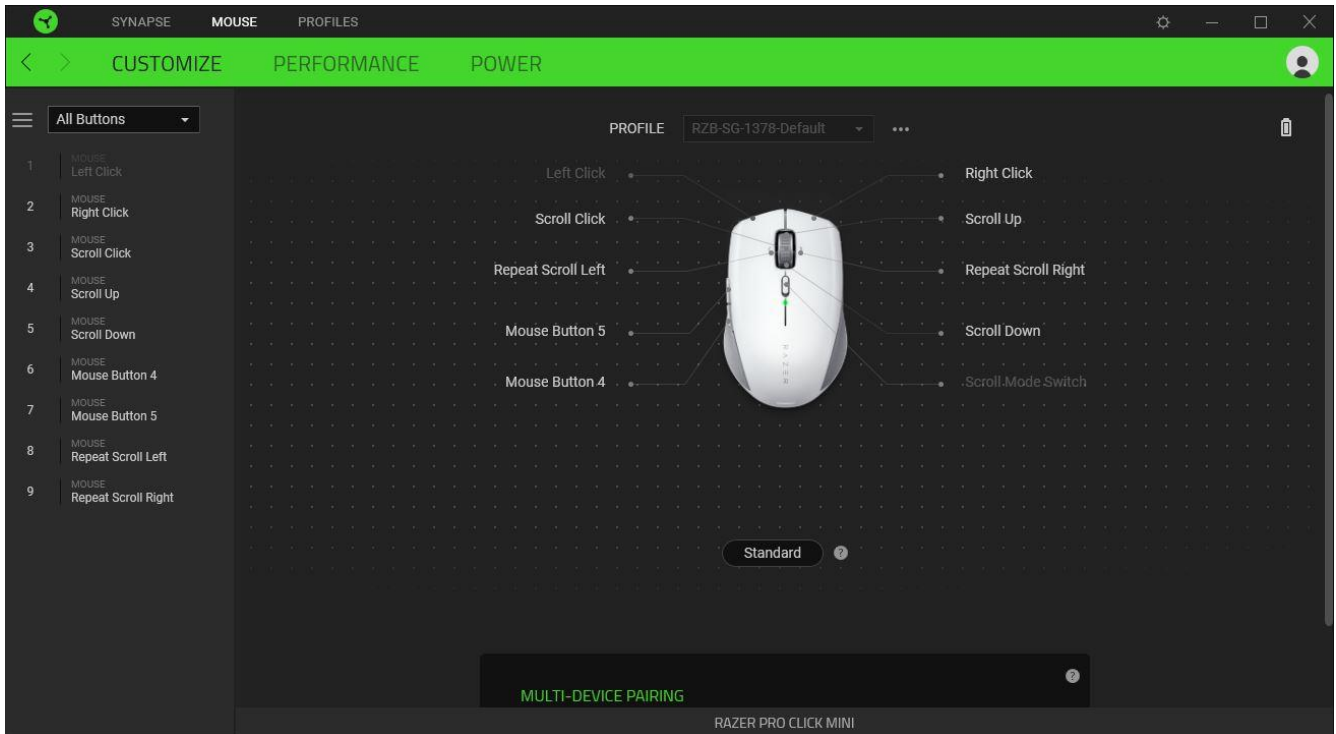 SYNAPSE MOUSE PROFILES
CUSTOMIZE PERFORMANCE POWER
All Buttons
PROFILE RZB-SG-1378-Default
1 MOUSE
Left Click
2 MOUSE
Right Click
3 MOUSE
Scroll Click
4 MOUSE
Scroll Up
5 MOUSE
Scroll Down
6 MOUSE
Mouse Button 4
7 MOUSE
Mouse Button 5
8 MOUSE
Repeat Scroll Left
9 MOUSE
Repeat Scroll Right
Left Click Right Click
Scroll Click Scroll Up
Repeat Scroll Left Repeat Scroll Right
Mouse Button 5 Scroll Down
Mouse Button 4 Scroll Mode Switch
RAZER
Standard ?
?
MULTI-DEVICE PAIRING
RAZER PRO CLICK MINI